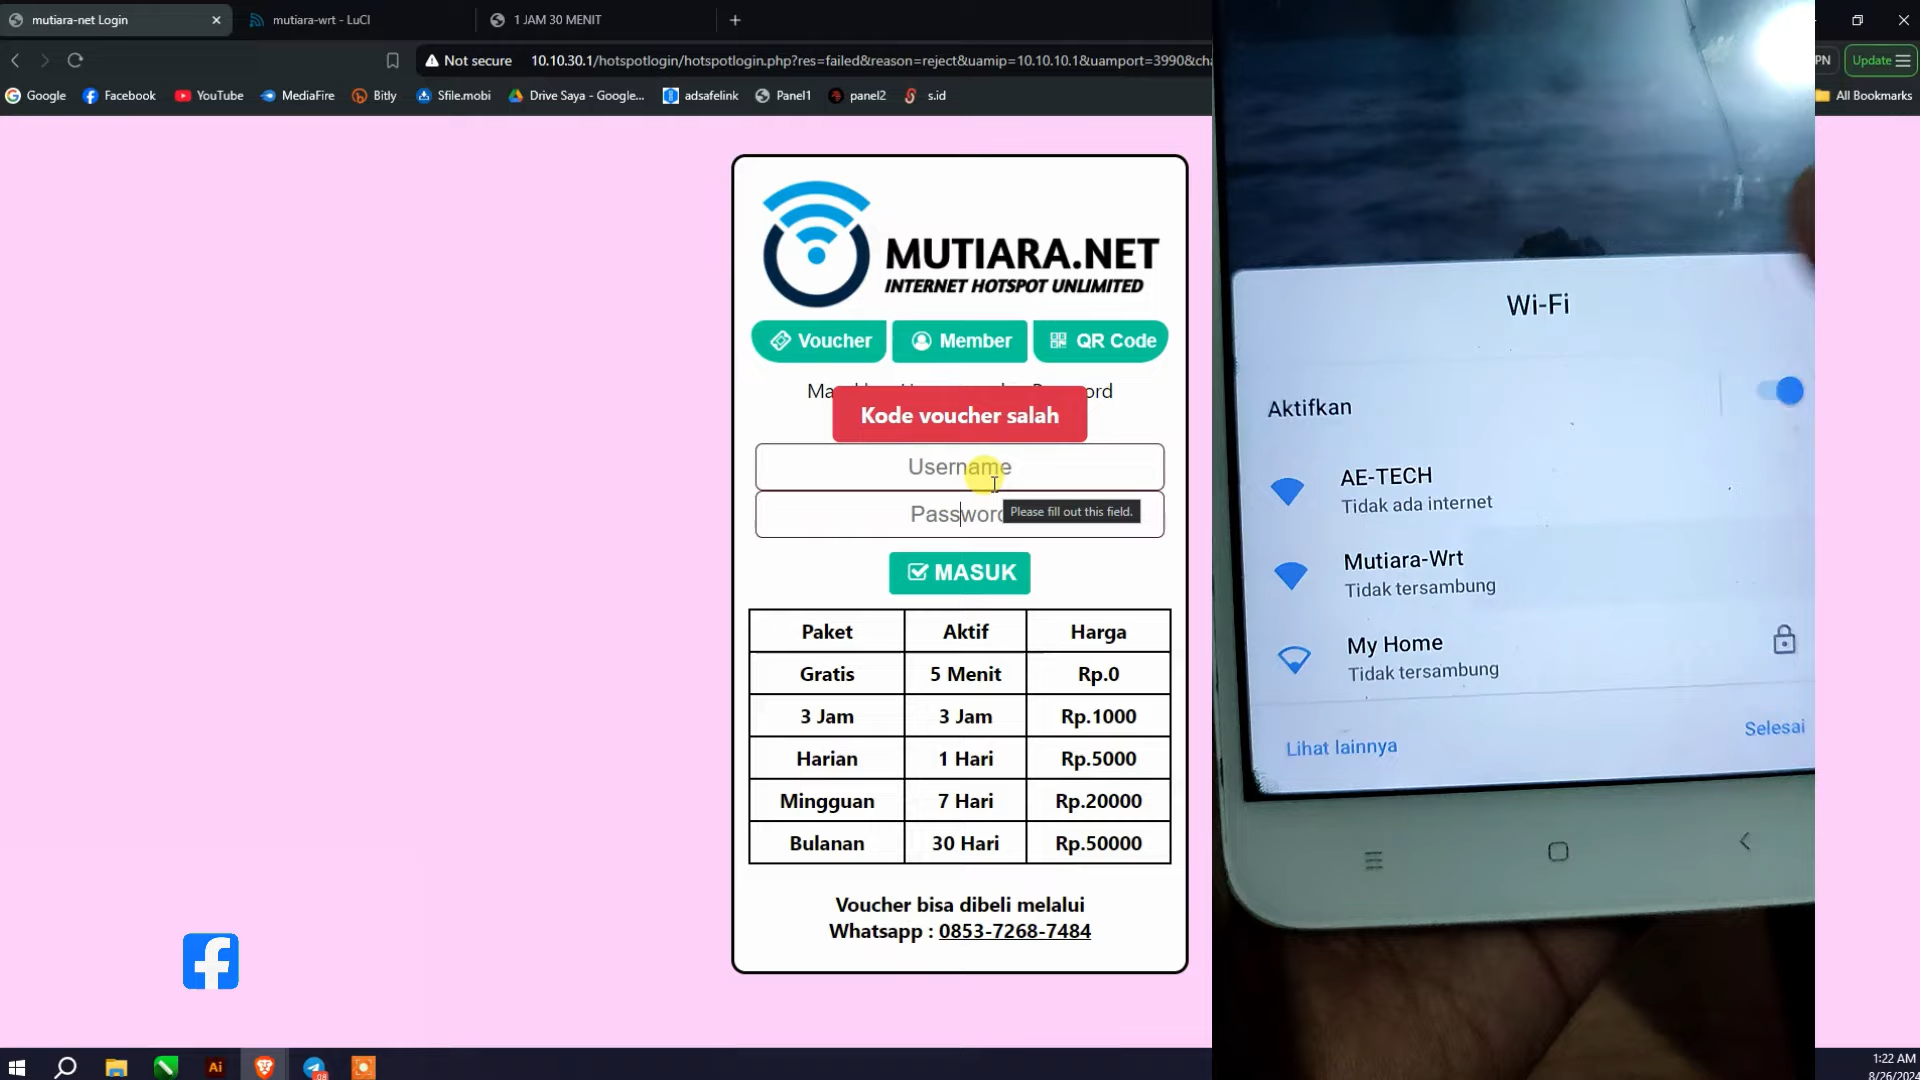 mutiara-net Login
mutiara-wrt - LuCI
1 JAM 30 MENIT
Not secure
10.10.30.1/hotspotlogin/hotspotlogin.php?res=failed&reason=reject&uamip=10.10.10.1&uamport=3990&ch
PN
Update
Google
Facebook
YouTube
MediaFire
Bitly
Sfile.mobi
Drive Saya - Google...
adsafelink
Panel1
panel2
s.id
All Bookmarks
MUTIARA.NET
INTERNET HOTSPOT UNLIMITED
Voucher
Member
QR Code
Kode voucher salah
Username
Password
Please fill out this field.
MASUK
Paket Aktif Harga
Gratis 5 Menit Rp.0
3 Jam 3 Jam Rp.1000
Harian 1 Hari Rp.5000
Mingguan 7 Hari Rp.20000
Bulanan 30 Hari Rp.50000
Voucher bisa dibeli melalui
Whatsapp : 0853-7268-7484
Wi-Fi
Aktifkan
AE-TECH
Tidak ada internet
Mutiara-Wrt
Tidak tersambung
My Home
Tidak tersambung
Lihat lainnya
Selesai
Ai
1:22 AM
8/26/2024